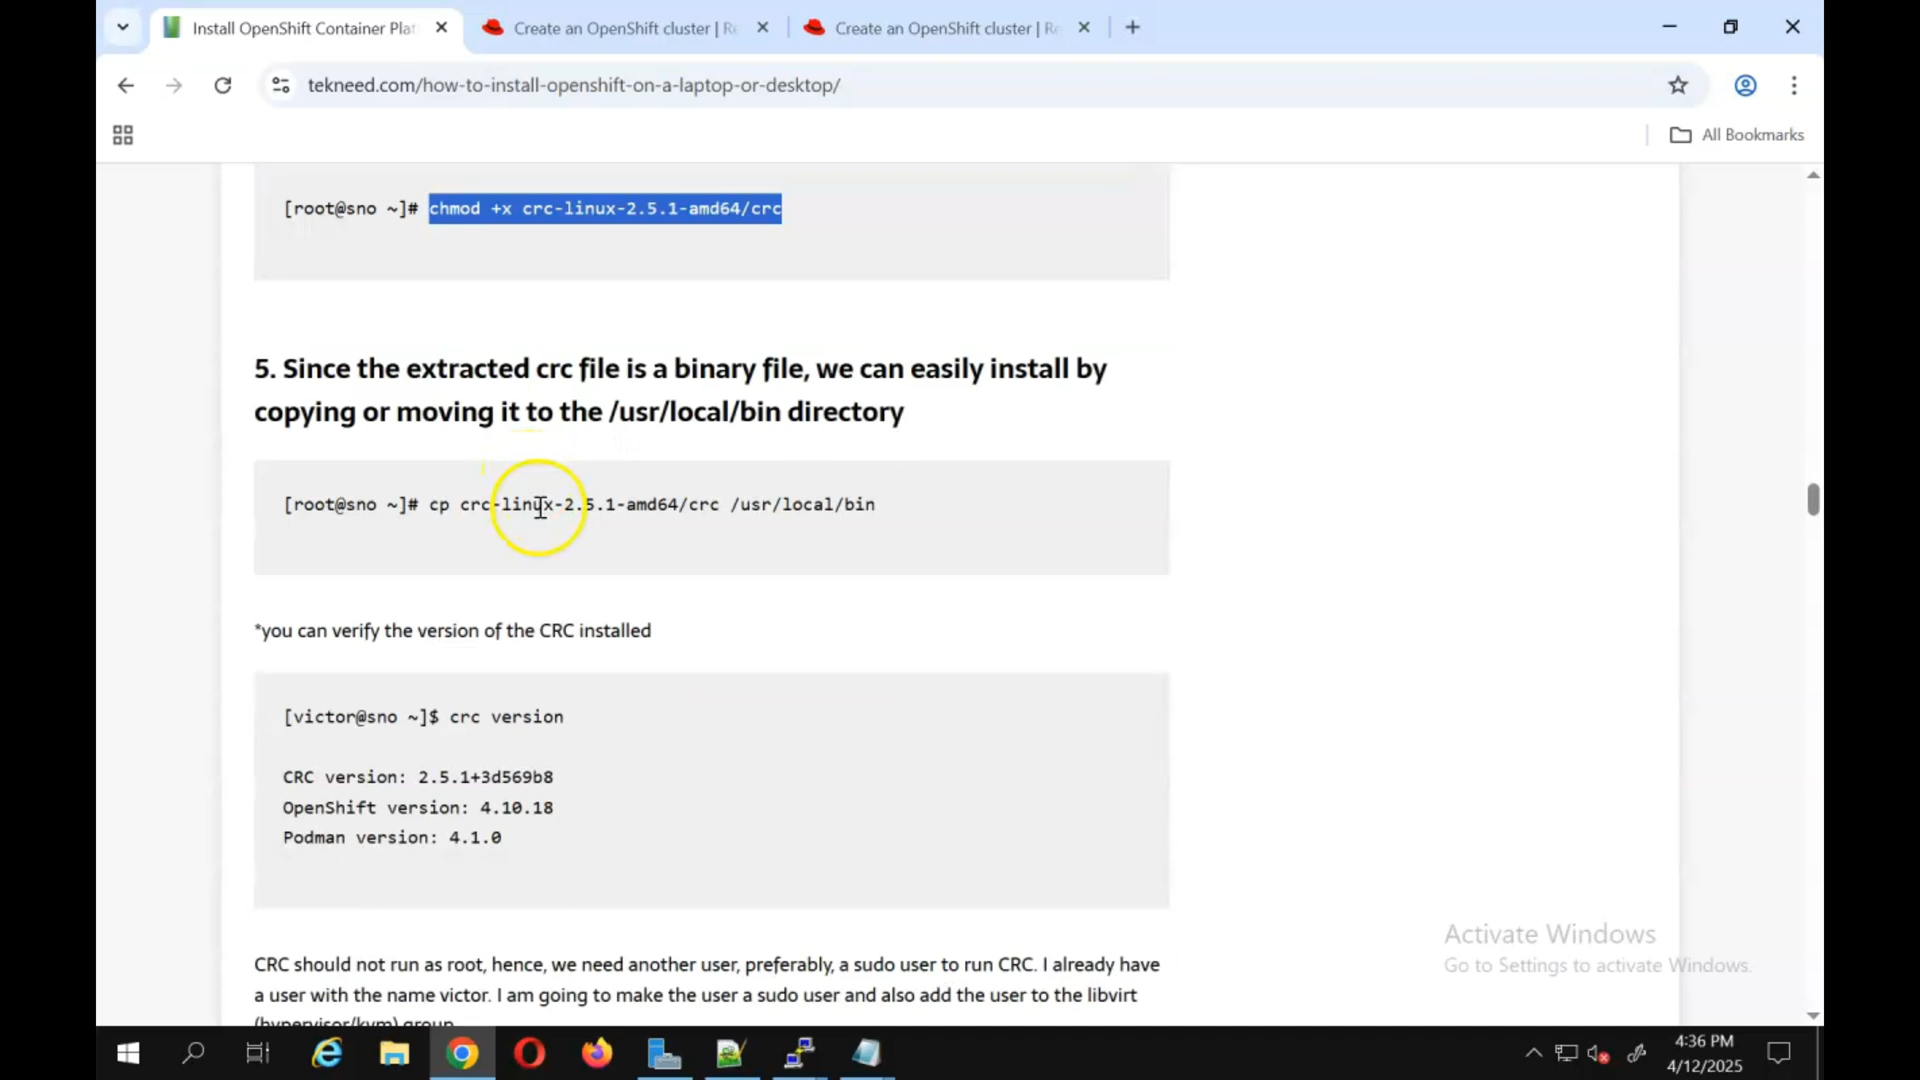 Install OpenShift Container Plat
Create an OpenShift cluster | Re
Create an OpenShift cluster | Re
tekneed.com/how-to-install-openshift-on-a-laptop-or-desktop/
All Bookmarks
[root@sno ~]# chmod +x crc-linux-2.5.1-amd64/crc
5. Since the extracted crc file is a binary file, we can easily install by
copying or moving it to the /usr/local/bin directory
[root@sno ~]# cp crc-linux-2.5.1-amd64/crc /usr/local/bin
*you can verify the version of the CRC installed
[victor@sno ~]$ crc version
CRC version: 2.5.1+3d569b8
OpenShift version: 4.10.18
Podman version: 4.1.0
Activate Windows
Go to Settings to activate Windows.
CRC should not run as root, hence, we need another user, preferably, a sudo user to run CRC. I already have
a user with the name victor. I am going to make the user a sudo user and also add the user to the libvirt
(hypervisor/kvm) group
4:36 PM
4/12/2025